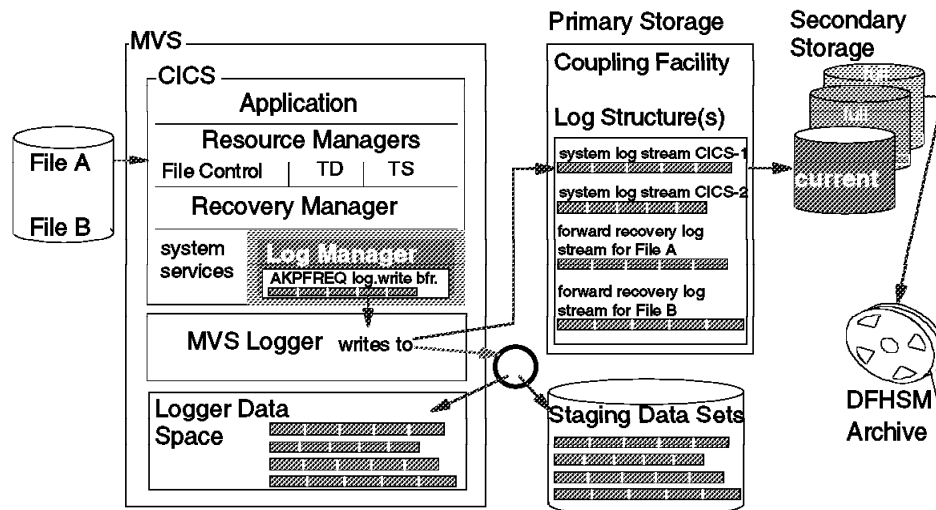 MVS
CICS
Application
Resource Managers
File Control
TD
TS
Recovery Manager
system
services
Log Manager
AKPFREQ log.write bfr.
File A
File B
MVS Logger
writes to
Logger Data
Space
Primary Storage
Coupling Facility
Log Structure(s)
system log stream CICS-1
system log stream CICS-2
forward recovery log
stream for File A
forward recovery log
stream for File B
Staging Data Sets
Secondary
Storage
current
DFHSM
Archive